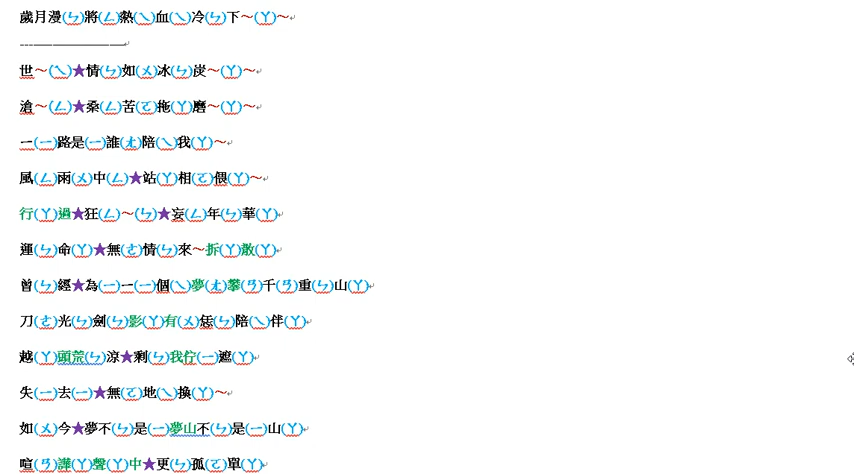 歲月漫(ㄣ)將(ㄥ)熱(ㄟ)血(ㄟ)冷(ㄣ)下～(ㄚ)～
世～(ㄟ)★情(ㄣ)如(ㄨ)冰(ㄣ)炭～(ㄚ)～
滄～(ㄥ)★桑(ㄥ)苦(ㄛ)拖(ㄚ)磨～(ㄚ)～
一(ㄧ)路是(ㄧ)誰(ㄤ)陪(ㄟ)我(ㄚ)～
風(ㄥ)雨(ㄨ)中(ㄥ)★站(ㄚ)相(ㄛ)偎(ㄚ)～
行(ㄚ)過★狂(ㄥ)～(ㄣ)★妄(ㄥ)年(ㄣ)華(ㄚ)
運(ㄣ)命(ㄚ)★無(ㄜ)情(ㄣ)來～拆(ㄚ)散(ㄚ)
曾(ㄣ)經★為(ㄧ)一(ㄧ)個(ㄟ)夢(ㄤ)攀(ㄢ)千(ㄢ)重(ㄣ)山(ㄚ)
刀(ㄜ)光(ㄣ)劍(ㄣ)影(ㄚ)有(ㄨ)恁(ㄣ)陪(ㄟ)伴(ㄚ)
越(ㄚ)頭荒(ㄣ)涼★剩(ㄣ)我佇(ㄧ)遮(ㄚ)
失(ㄧ)去(ㄧ)★無(ㄛ)地(ㄟ)換(ㄚ)～
如(ㄨ)今★夢不(ㄣ)是(ㄧ)夢山不(ㄣ)是(ㄧ)山(ㄚ)
喧(ㄢ)譁(ㄚ)聲(ㄚ)中★更(ㄣ)孤(ㄛ)單(ㄚ)